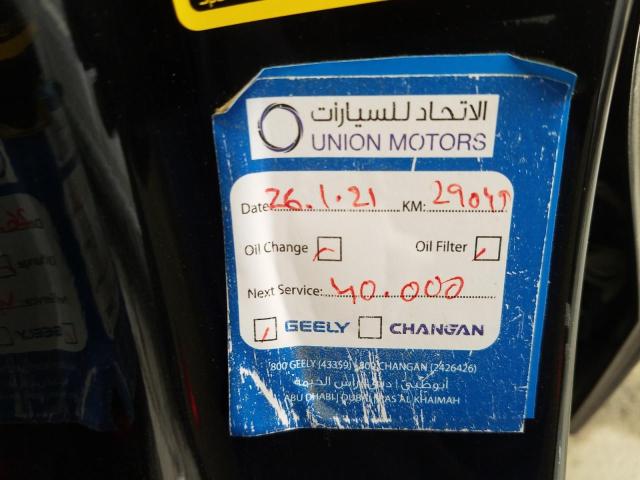 الاتحاد للسيارات
UNION MOTORS
Date: 26.1.21 KM:
Oil Change Oil Filter
Next Service: 40.000
GEELY CHANGAN
800 GEELY (43359) 800 CHANGAN (2426426)
أبوظبي | دبي | رأس الخيمة
ABU DHABI, DUBAI, RAS AL KHAIMAH